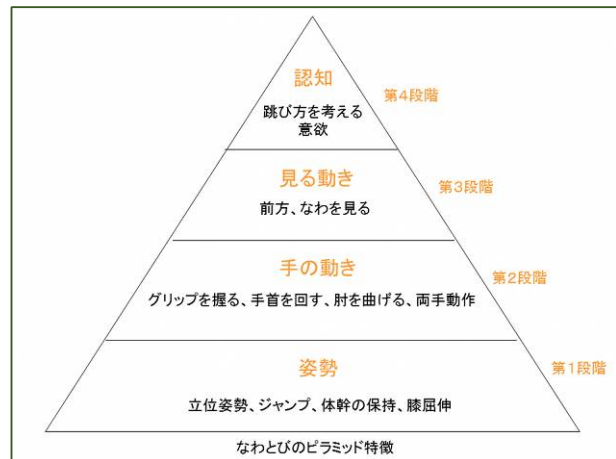 認知
第4段階
跳び方を考える
意欲
見る動き
第3段階
前方、なわを見る
手の動き
第2段階
グリップを握る、手首を回す、肘を曲げる、両手動作
姿勢
第1段階
立位姿勢、ジャンプ、体幹の保持、膝屈伸
なわとびのピラミッド特徴